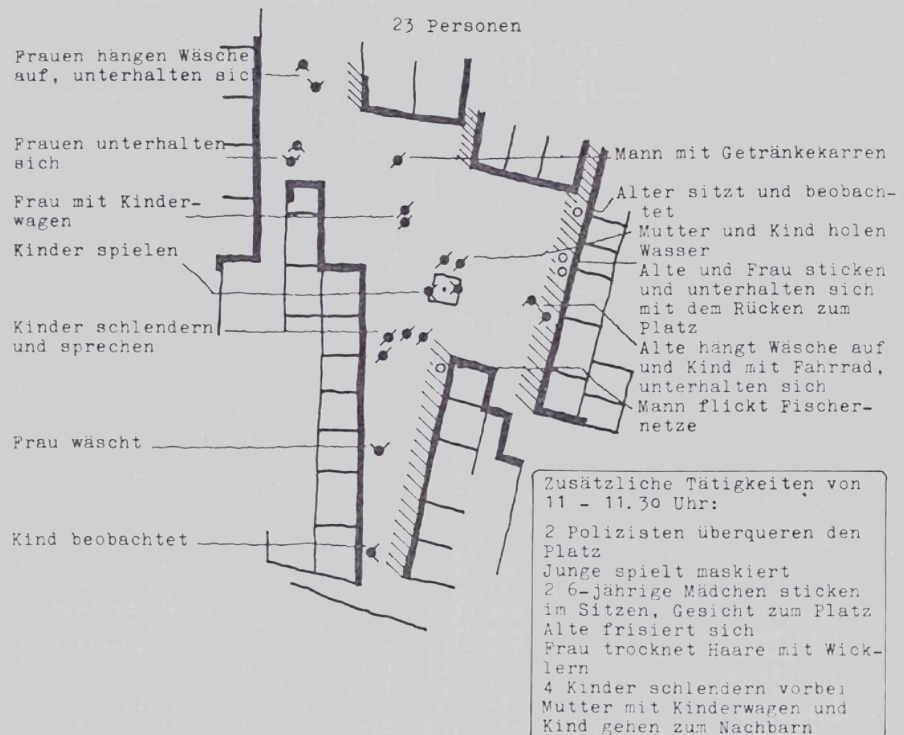 23 Personen
Frauen hängen Wäsche
auf, unterhalten sic
Frauen unterhalten
sich
Frau mit Kinder-
wagen
Kinder spielen
Kinder schlendern
und sprechen
Frau wäscht
Kind beobachtet
Mann mit Getränkekarren
Alter sitzt und beobach-
tet
Mutter und Kind holen
Wasser
Alte und Frau sticken
und unterhalten sich
mit dem Rücken zum
Platz
Alte hängt Wäsche auf
und Kind mit Fahrrad,
unterhalten sich
Mann flickt Fischer-
netze
Zusätzliche Tätigkeiten von
11 - 11.30 Uhr:
2 Polizisten überqueren den
Platz
Junge spielt maskiert
2 6-jährige Mädchen sticken
im Sitzen, Gesicht zum Platz
Alte frisiert sich
Frau trocknet Haare mit Wick-
lern
4 Kinder schlendern vorbei
Mutter mit Kinderwagen und
Kind gehen zum Nachbarn